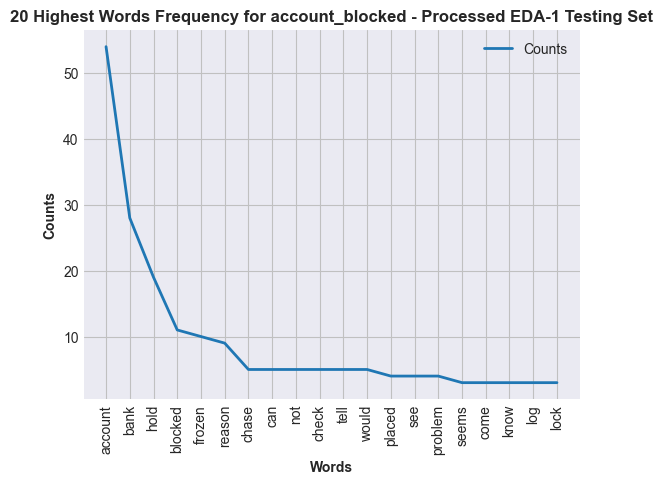 20 Highest Words Frequency for account_blocked - Processed EDA-1 Testing Set
Counts
50
40
30
20
10
Counts
account
bank
hold
blocked
frozen
reason
chase
can
not
check
tell
would
placed
see
problem
seems
come
know
log
lock
Words